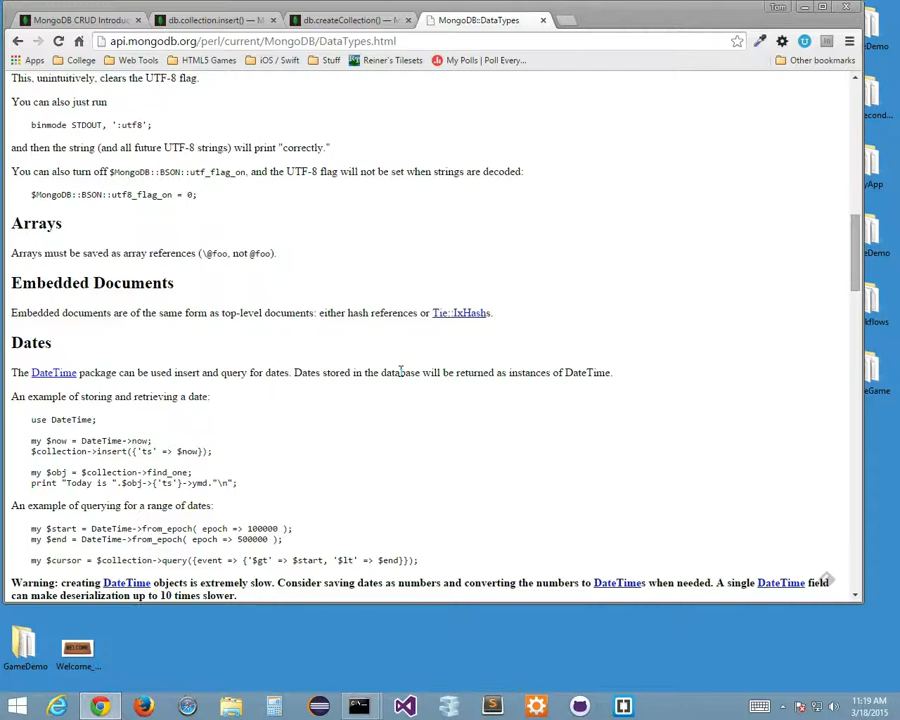 Tom
MongoDB CRUD Introduc
db.collection.insert() — M
db.createCollection() — M
MongoDB::DataTypes
api.mongodb.org/perl/current/MongoDB/DataTypes.html
Apps
College
Web Tools
HTML5 Games
iOS / Swift
Stuff
Reiner's Tilesets
My Polls | Poll Every...
Other bookmarks
This, unintuitively, clears the UTF-8 flag.
You can also just run
binmode STDOUT, ':utf8';
and then the string (and all future UTF-8 strings) will print "correctly."
You can also turn off $MongoDB::BSON::utf_flag_on, and the UTF-8 flag will not be set when strings are decoded:
$MongoDB::BSON::utf8_flag_on = 0;
Arrays
Arrays must be saved as array references (\@foo, not @foo).
Embedded Documents
Embedded documents are of the same form as top-level documents: either hash references or Tie::IxHashs.
Dates
The DateTime package can be used insert and query for dates. Dates stored in the database will be returned as instances of DateTime.
An example of storing and retrieving a date:
use DateTime;
my $now = DateTime->now;
$collection->insert({'ts' => $now});
my $obj = $collection->find_one;
print "Today is ".$obj->{'ts'}->ymd."\n";
An example of querying for a range of dates:
my $start = DateTime->from_epoch( epoch => 100000 );
my $end = DateTime->from_epoch( epoch => 500000 );
my $cursor = $collection->query({event => {'$gt' => $start, '$lt' => $end}});
Warning: creating DateTime objects is extremely slow. Consider saving dates as numbers and converting the numbers to DateTimes when needed. A single DateTime field
can make deserialization up to 10 times slower.
eDemo
econd...
yApp
eDemo
kflows
eGame
GameDemo
Welcome_...
11:19 AM
3/18/2015